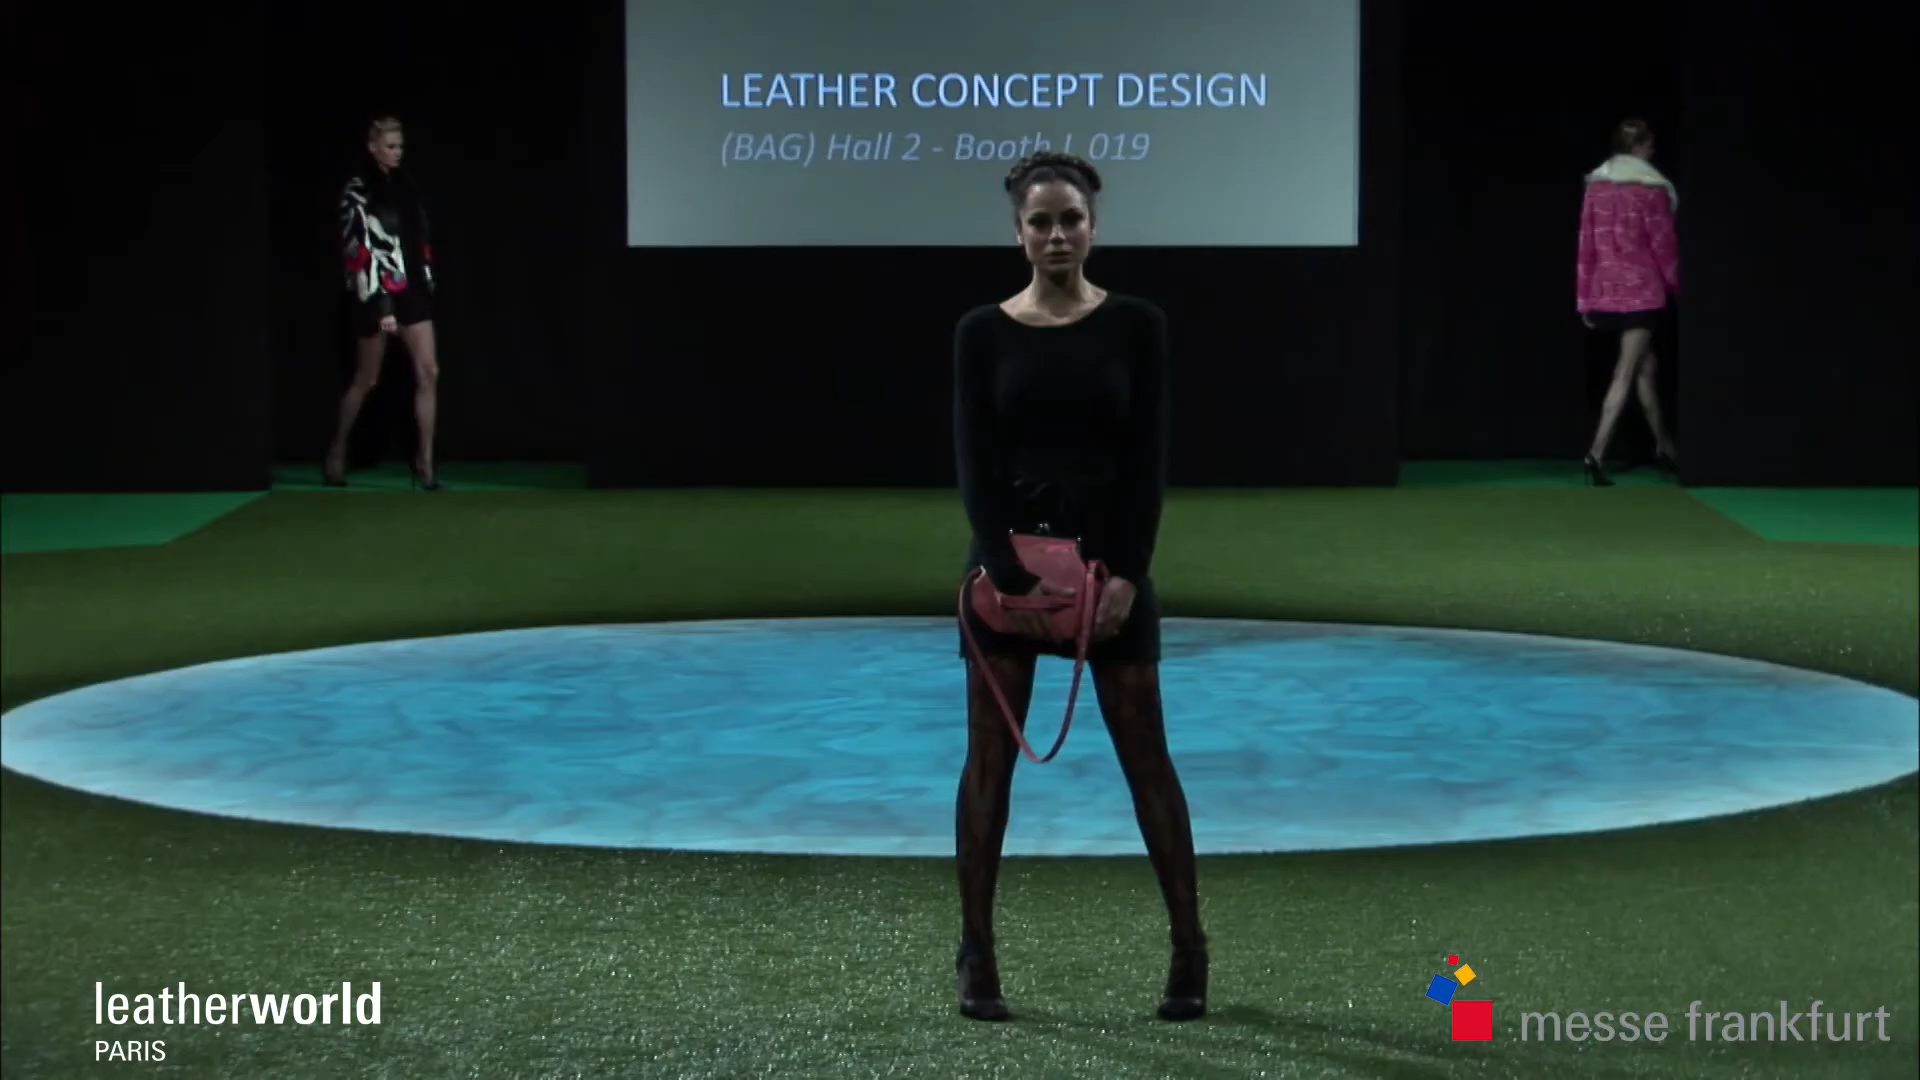 LEATHER CONCEPT DESIGN
(BAG) Hall 2 - Booth 019
leatherworld
PARIS
messe frankfurt